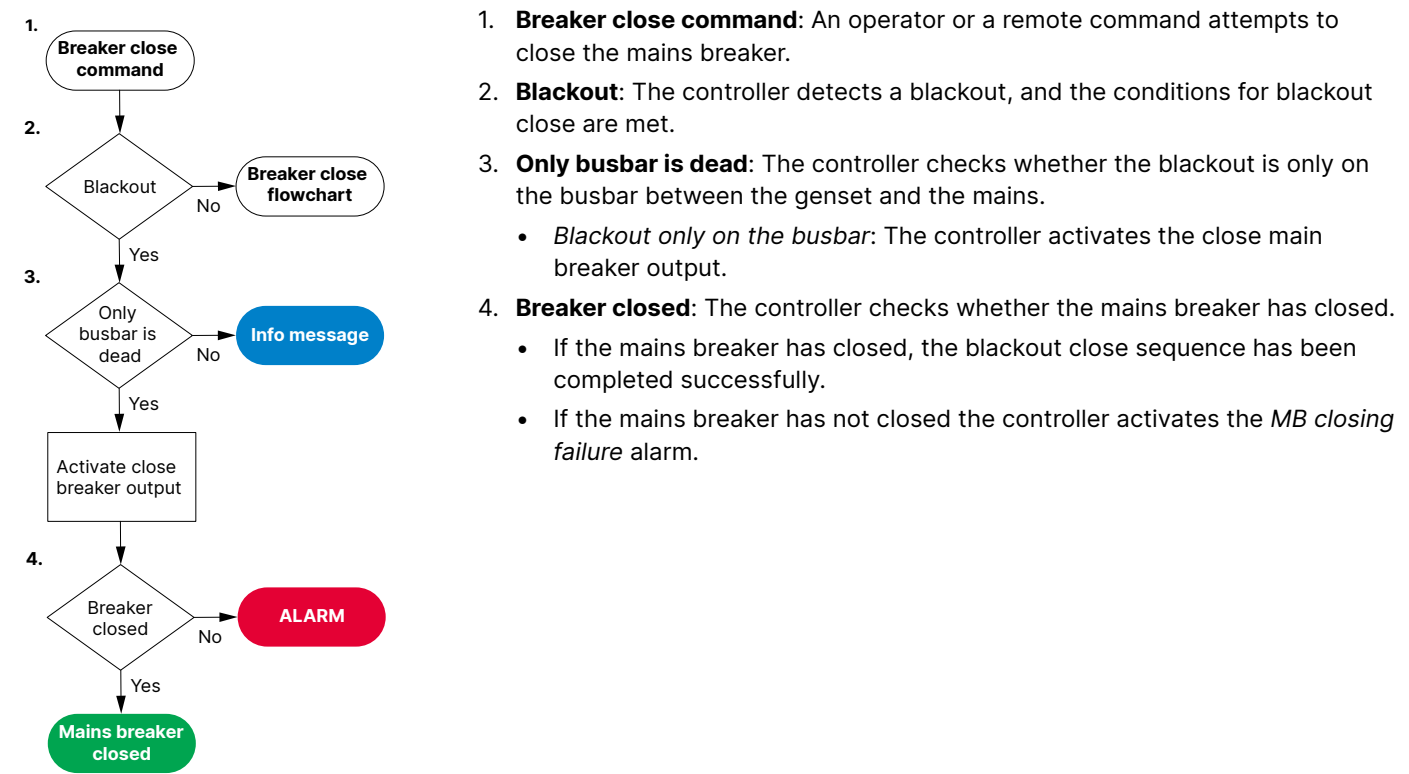 1.
Breaker close
command
2.
Blackout
No
Breaker close
flowchart
Yes
3.
Only
busbar is
dead
No
Info message
Yes
Activate close
breaker output
4.
Breaker
closed
No
ALARM
Yes
Mains breaker
closed
1. Breaker close command: An operator or a remote command attempts to
close the mains breaker.
2. Blackout: The controller detects a blackout, and the conditions for blackout
close are met.
3. Only busbar is dead: The controller checks whether the blackout is only on
the busbar between the genset and the mains.
• Blackout only on the busbar: The controller activates the close main
breaker output.
4. Breaker closed: The controller checks whether the mains breaker has closed.
• If the mains breaker has closed, the blackout close sequence has been
completed successfully.
• If the mains breaker has not closed the controller activates the MB closing
failure alarm.